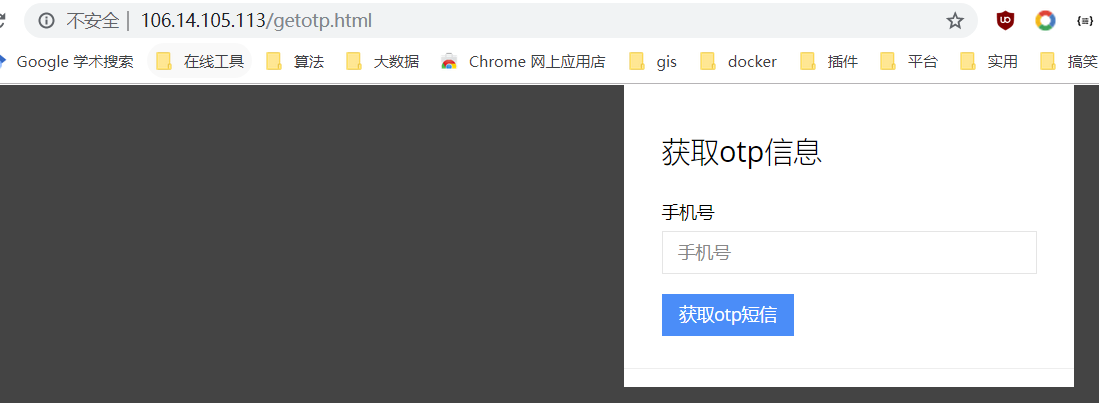 不安全 | 106.14.105.113/getotp.html
Google 学术搜索 在线工具 算法 大数据 Chrome 网上应用店 gis docker 插件 平台 实用 搞笑
获取otp信息
手机号
手机号
获取otp短信